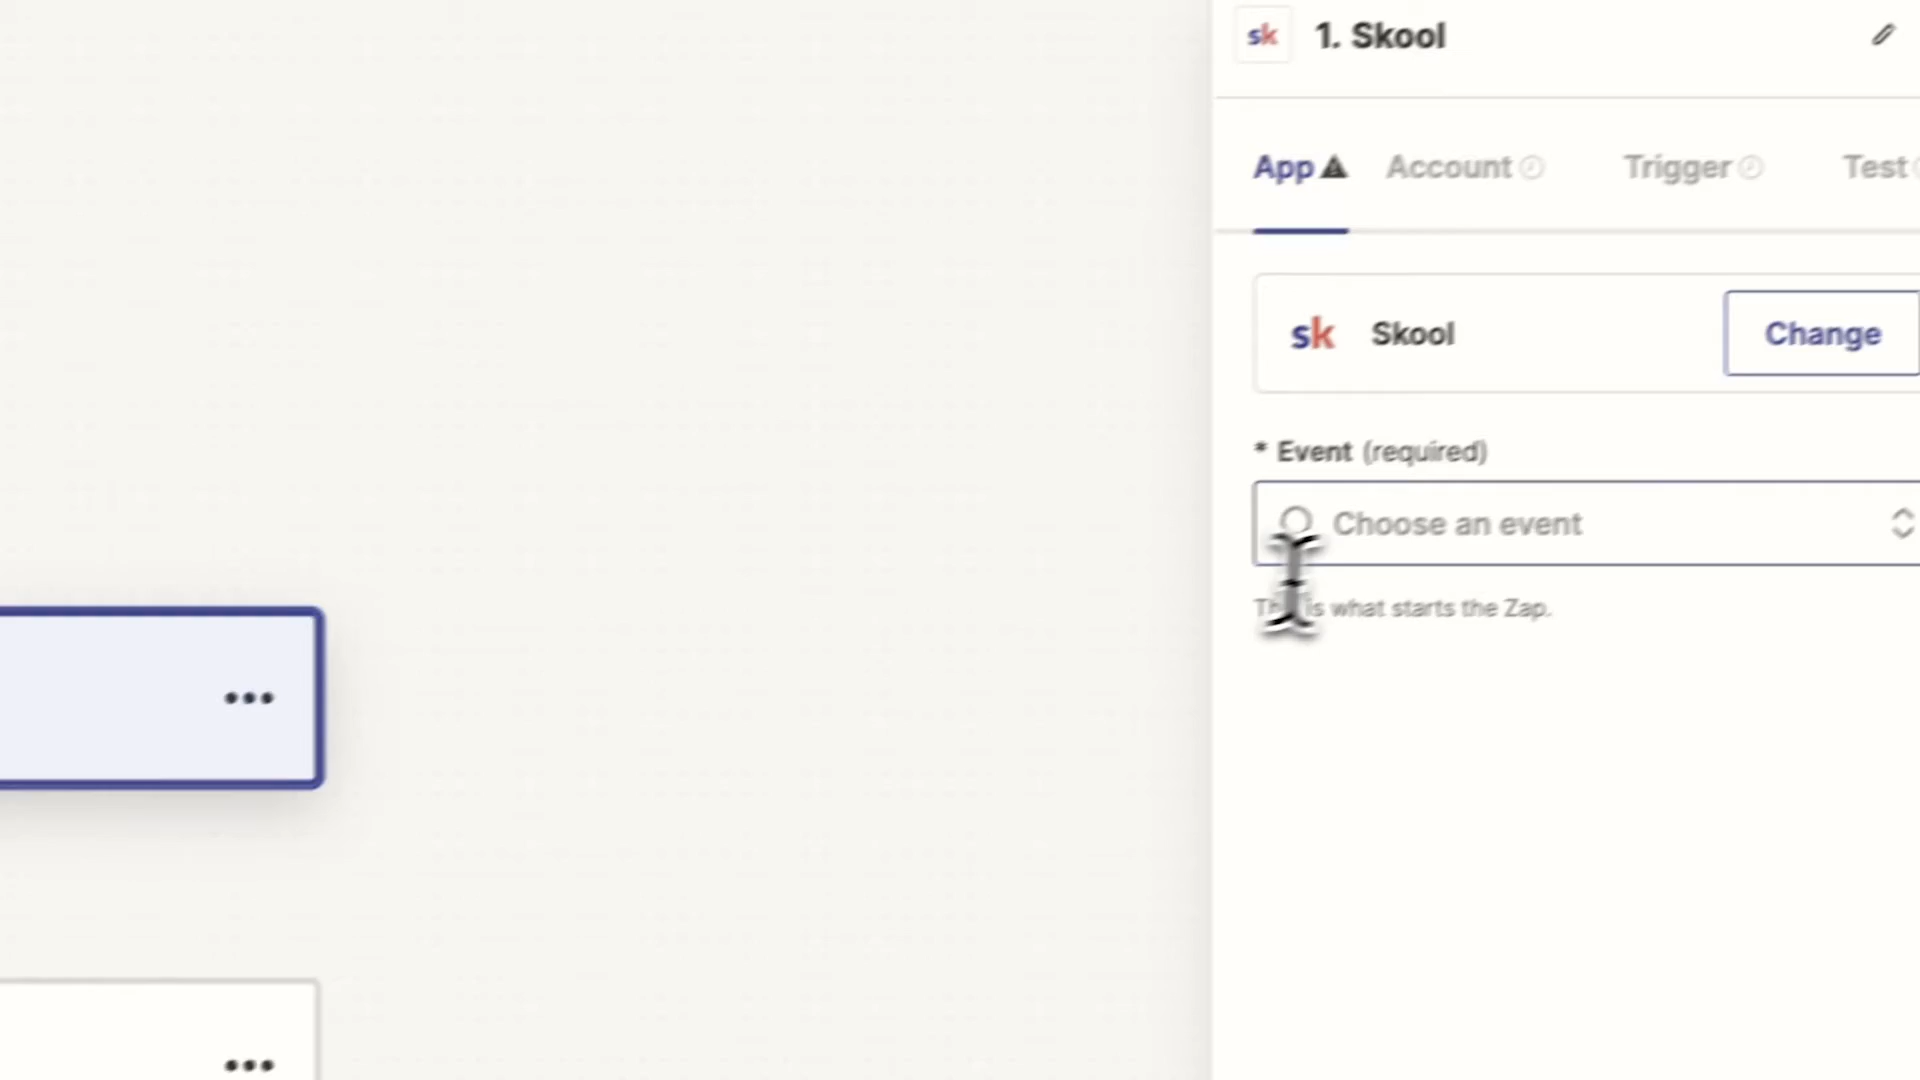 sk 1. Skool
App Account Trigger Test
sk Skool Change
* Event (required)
Choose an event
is what starts the Zap.